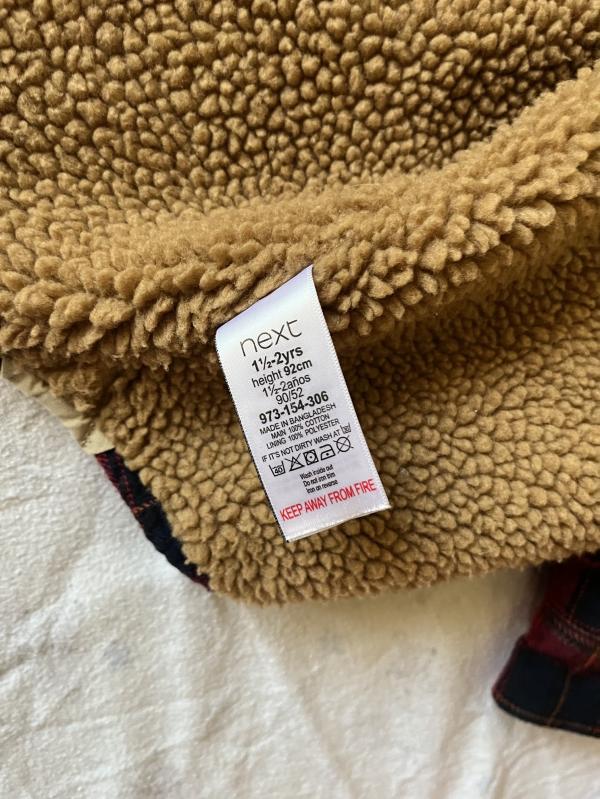 next
1½-2yrs
height 92cm
1½-2años
90/52
973-154-306
MADE IN BANGLADESH
MAIN 100% COTTON
LINING 100% POLYESTER
IF IT'S NOT DIRTY WASH AT 30
40
Wash inside out
Do not iron trim
Iron on reverse
KEEP AWAY FROM FIRE